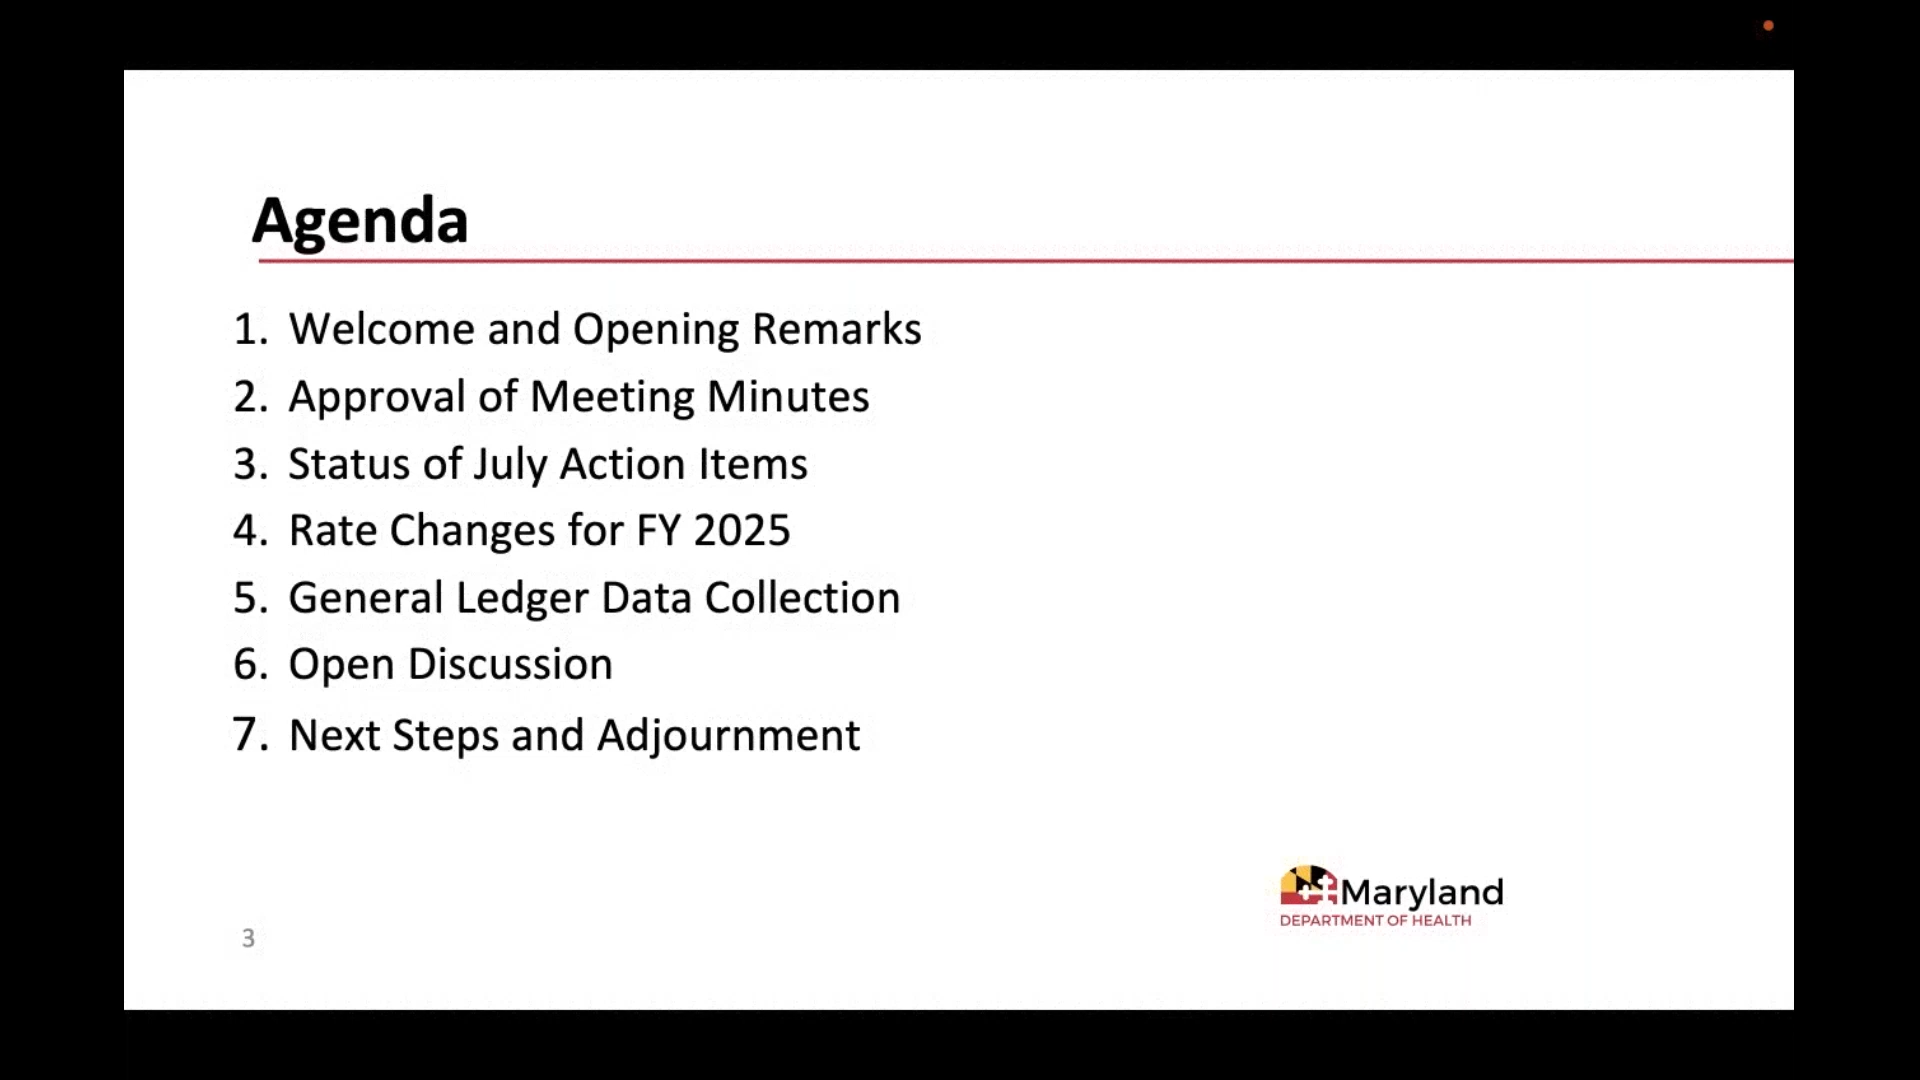 Agenda
1. Welcome and Opening Remarks
2. Approval of Meeting Minutes
3. Status of July Action Items
4. Rate Changes for FY 2025
5. General Ledger Data Collection
6. Open Discussion
7. Next Steps and Adjournment
Maryland
DEPARTMENT OF HEALTH
3